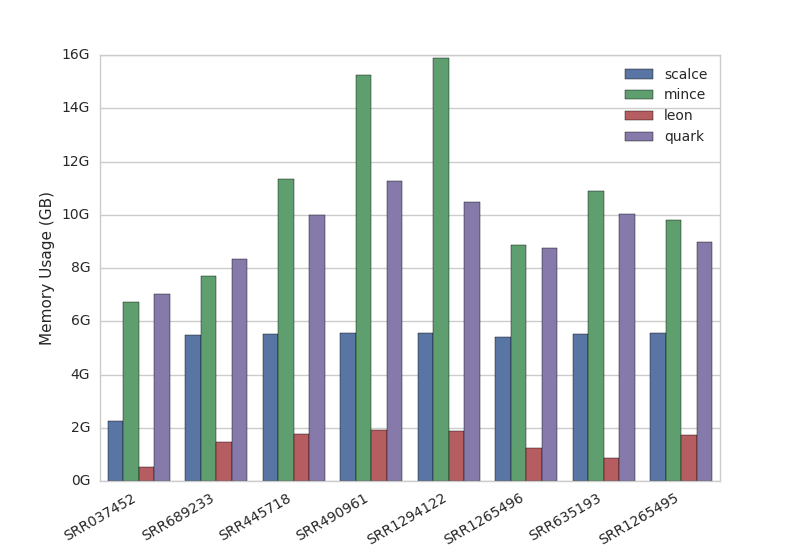 16G
14G
12G
10G
8G
6G
4G
2G
0G
Memory Usage (GB)
scalce
mince
leon
quark
SRR037452
SRR689233
SRR445718
SRR490961
SRR1294122
SRR1265496
SRR635193
SRR1265495